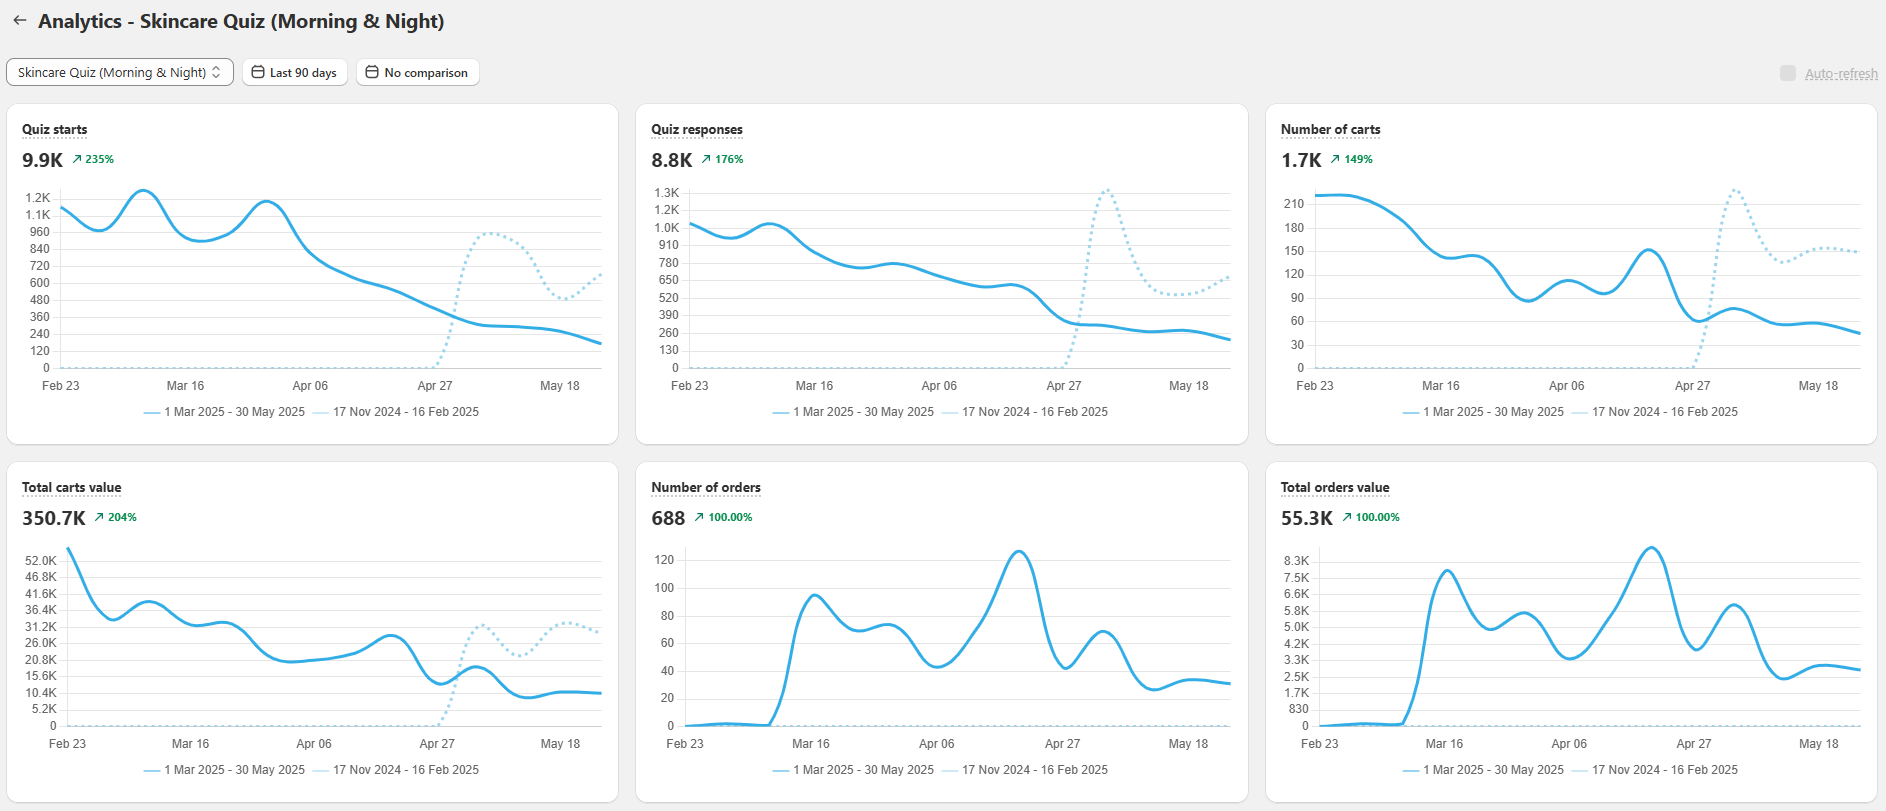 Analytics - Skincare Quiz (Morning & Night)
Skincare Quiz (Morning & Night)
Last 90 days
No comparison
Auto-refresh
Quiz starts
9.9K 235%
1.2K
1.1K
960
840
720
600
480
360
240
120
0
Feb 23 Mar 16 Apr 06 Apr 27 May 18
1 Mar 2025 - 30 May 2025 17 Nov 2024 - 16 Feb 2025
Quiz responses
8.8K 176%
1.3K
1.2K
1.0K
910
780
650
520
390
260
130
0
Feb 23 Mar 16 Apr 06 Apr 27 May 18
1 Mar 2025 - 30 May 2025 17 Nov 2024 - 16 Feb 2025
Number of carts
1.7K 149%
210
180
150
120
90
60
30
0
Feb 23 Mar 16 Apr 06 Apr 27 May 18
1 Mar 2025 - 30 May 2025 17 Nov 2024 - 16 Feb 2025
Total carts value
350.7K 204%
52.0K
46.8K
41.6K
36.4K
31.2K
26.0K
20.8K
15.6K
10.4K
5.2K
0
Feb 23 Mar 16 Apr 06 Apr 27 May 18
1 Mar 2025 - 30 May 2025 17 Nov 2024 - 16 Feb 2025
Number of orders
688 100.00%
120
100
80
60
40
20
0
Feb 23 Mar 16 Apr 06 Apr 27 May 18
1 Mar 2025 - 30 May 2025 17 Nov 2024 - 16 Feb 2025
Total orders value
55.3K 100.00%
8.3K
7.5K
6.6K
5.8K
5.0K
4.2K
3.3K
2.5K
1.7K
830
0
Feb 23 Mar 16 Apr 06 Apr 27 May 18
1 Mar 2025 - 30 May 2025 17 Nov 2024 - 16 Feb 2025